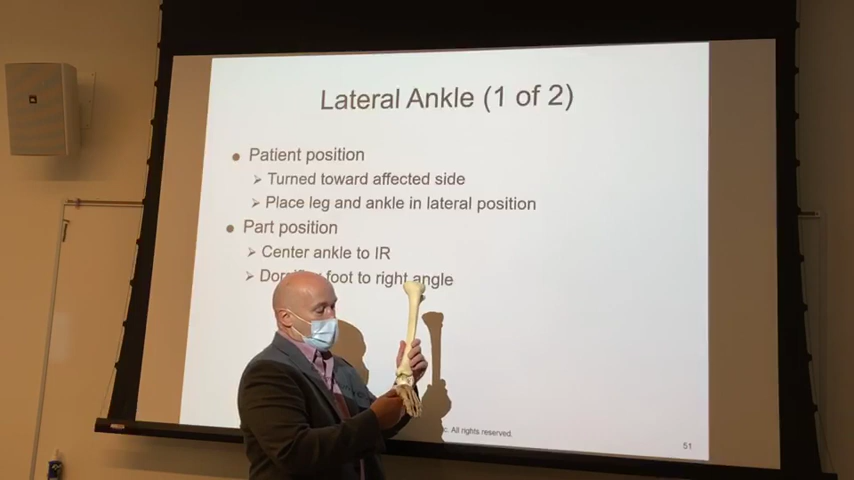 Lateral Ankle (1 of 2)
Patient position
Turned toward affected side
Place leg and ankle in lateral position
Part position
Center ankle to IR
foot to right angle
All rights reserved.
51